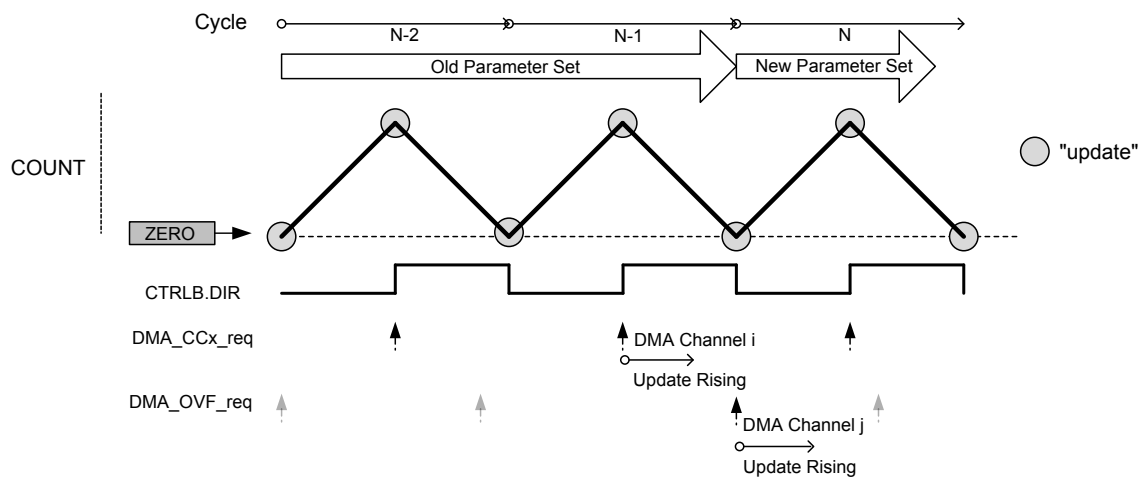 Cycle
N-2 N-1 N
Old Parameter Set New Parameter Set
COUNT
"update"
ZERO
CTRLB.DIR
DMA_CCx_req
DMA Channel i
Update Rising
DMA_OVF_req
DMA Channel j
Update Rising